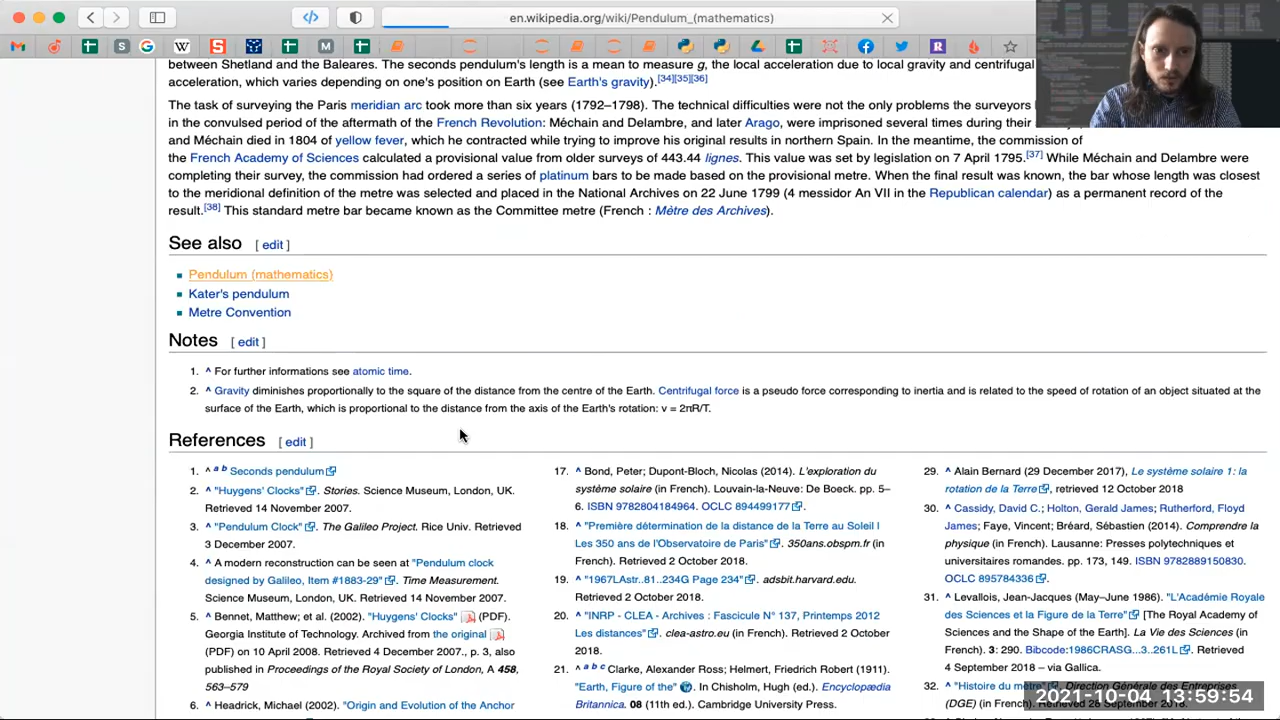 en.wikipedia.org/wiki/Pendulum_(mathematics)
between Shetland and the Baleares. The seconds pendulum's length is a mean to measure g, the local acceleration due to local gravity and centrifugal
acceleration, which varies depending on one's position on Earth (see Earth's gravity).[34][35][36]
The task of surveying the Paris meridian arc took more than six years (1792–1798). The technical difficulties were not the only problems the surveyors
in the convulsed period of the aftermath of the French Revolution: Méchain and Delambre, and later Arago, were imprisoned several times during their
and Méchain died in 1804 of yellow fever, which he contracted while trying to improve his original results in northern Spain. In the meantime, the commission of
the French Academy of Sciences calculated a provisional value from older surveys of 443.44 lignes. This value was set by legislation on 7 April 1795.[37] While Méchain and Delambre were
completing their survey, the commission had ordered a series of platinum bars to be made based on the provisional metre. When the final result was known, the bar whose length was closest
to the meridional definition of the metre was selected and placed in the National Archives on 22 June 1799 (4 messidor An VII in the Republican calendar) as a permanent record of the
result.[38] This standard metre bar became known as the Committee metre (French : Mètre des Archives).
See also [ edit ]
Pendulum (mathematics)
Kater's pendulum
Metre Convention
Notes [ edit ]
1. ^ For further informations see atomic time.
2. ^ Gravity diminishes proportionally to the square of the distance from the centre of the Earth. Centrifugal force is a pseudo force corresponding to inertia and is related to the speed of rotation of an object situated at the
surface of the Earth, which is proportional to the distance from the axis of the Earth's rotation: v = 2πR/T.
References [ edit ]
1. ^ a b Seconds pendulum
2. ^ "Huygens' Clocks". Stories. Science Museum, London, UK.
Retrieved 14 November 2007.
3. ^ "Pendulum Clock". The Galileo Project. Rice Univ. Retrieved
3 December 2007.
4. ^ A modern reconstruction can be seen at "Pendulum clock
designed by Galileo, Item #1883-29". Time Measurement.
Science Museum, London, UK. Retrieved 14 November 2007.
5. ^ Bennet, Matthew; et al. (2002). "Huygens' Clocks" (PDF).
Georgia Institute of Technology. Archived from the original
(PDF) on 10 April 2008. Retrieved 4 December 2007., p. 3, also
published in Proceedings of the Royal Society of London, A 458,
563–579
6. ^ Headrick, Michael (2002). "Origin and Evolution of the Anchor
17. ^ Bond, Peter; Dupont-Bloch, Nicolas (2014). L'exploration du
système solaire (in French). Louvain-la-Neuve: De Boeck. pp. 5–
6. ISBN 9782804184964. OCLC 894499177.
18. ^ "Première détermination de la distance de la Terre au Soleil |
Les 350 ans de l'Observatoire de Paris". 350ans.obspm.fr (in
French). Retrieved 2 October 2018.
19. ^ "1967LAstr..81..234G Page 234". adsbit.harvard.edu.
Retrieved 2 October 2018.
20. ^ "INRP - CLEA - Archives : Fascicule N° 137, Printemps 2012
Les distances". clea-astro.eu (in French). Retrieved 2 October
2018.
21. ^ a b c Clarke, Alexander Ross; Helmert, Friedrich Robert (1911).
"Earth, Figure of the". In Chisholm, Hugh (ed.). Encyclopædia
Britannica. 08 (11th ed.). Cambridge University Press.
29. ^ Alain Bernard (29 December 2017), Le système solaire 1: la
rotation de la Terre, retrieved 12 October 2018
30. ^ Cassidy, David C.; Holton, Gerald James; Rutherford, Floyd
James; Faye, Vincent; Bréard, Sébastien (2014). Comprendre la
physique (in French). Lausanne: Presses polytechniques et
universitaires romandes. pp. 173, 149. ISBN 9782889150830.
OCLC 895784336.
31. ^ Levallois, Jean-Jacques (May–June 1986). "L'Académie Royale
des Sciences et la Figure de la Terre" [The Royal Academy of
Sciences and the Shape of the Earth]. La Vie des Sciences (in
French). 3: 290. Bibcode:1986CRASG...3..261L. Retrieved
4 September 2018 – via Gallica.
32. ^ "Histoire du mètre". Direction Générale des Entreprises
(DGE) (in French). Retrieved 28 September 2018.
2021-10-04 13:59:54